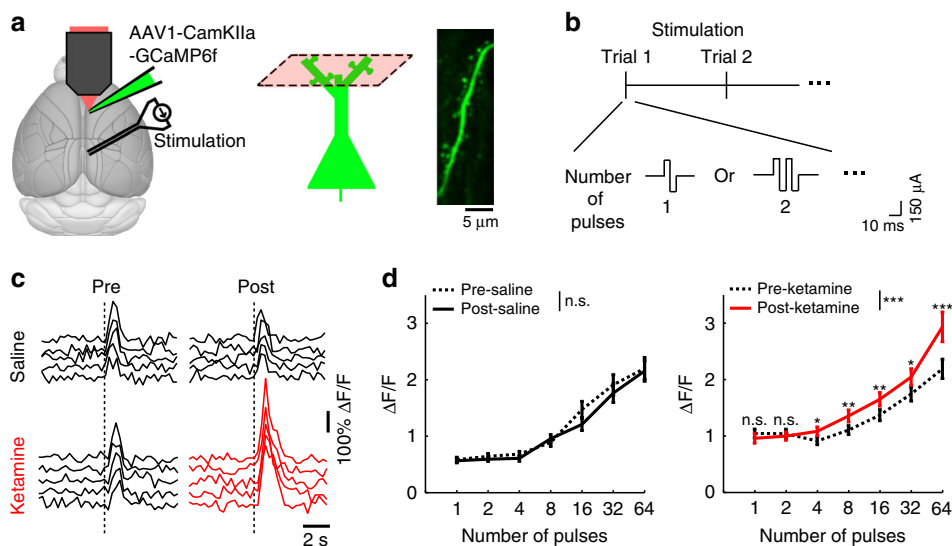 a
AAV1-CamKIIa
-GCaMP6f
Stimulation
5 μm
b
Stimulation
Trial 1
Trial 2
Number
of
pulses
1
Or
2
10 ms
150 μA
c
Pre
Post
Saline
Ketamine
100% ΔF/F
2 s
d
Pre-saline
Post-saline
n.s.
ΔF/F
3
2
1
0
1 2 4 8 16 32 64
Number of pulses
Pre-ketamine
Post-ketamine
***
ΔF/F
3
2
1
0
n.s. n.s. * ** ** * ***
1 2 4 8 16 32 64
Number of pulses